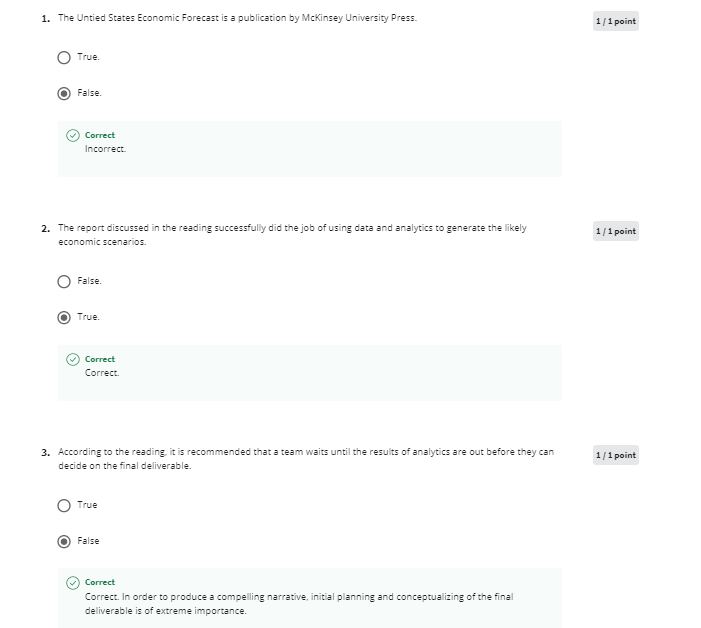 1. The Untied States Economic Forecast is a publication by McKinsey University Press.
1 / 1 point
True.
False.
Correct
Incorrect.
2. The report discussed in the reading successfully did the job of using data and analytics to generate the likely
economic scenarios.
1 / 1 point
False.
True.
Correct
Correct.
3. According to the reading, it is recommended that a team waits until the results of analytics are out before they can
decide on the final deliverable.
1 / 1 point
True
False
Correct
Correct. In order to produce a compelling narrative, initial planning and conceptualizing of the final
deliverable is of extreme importance.